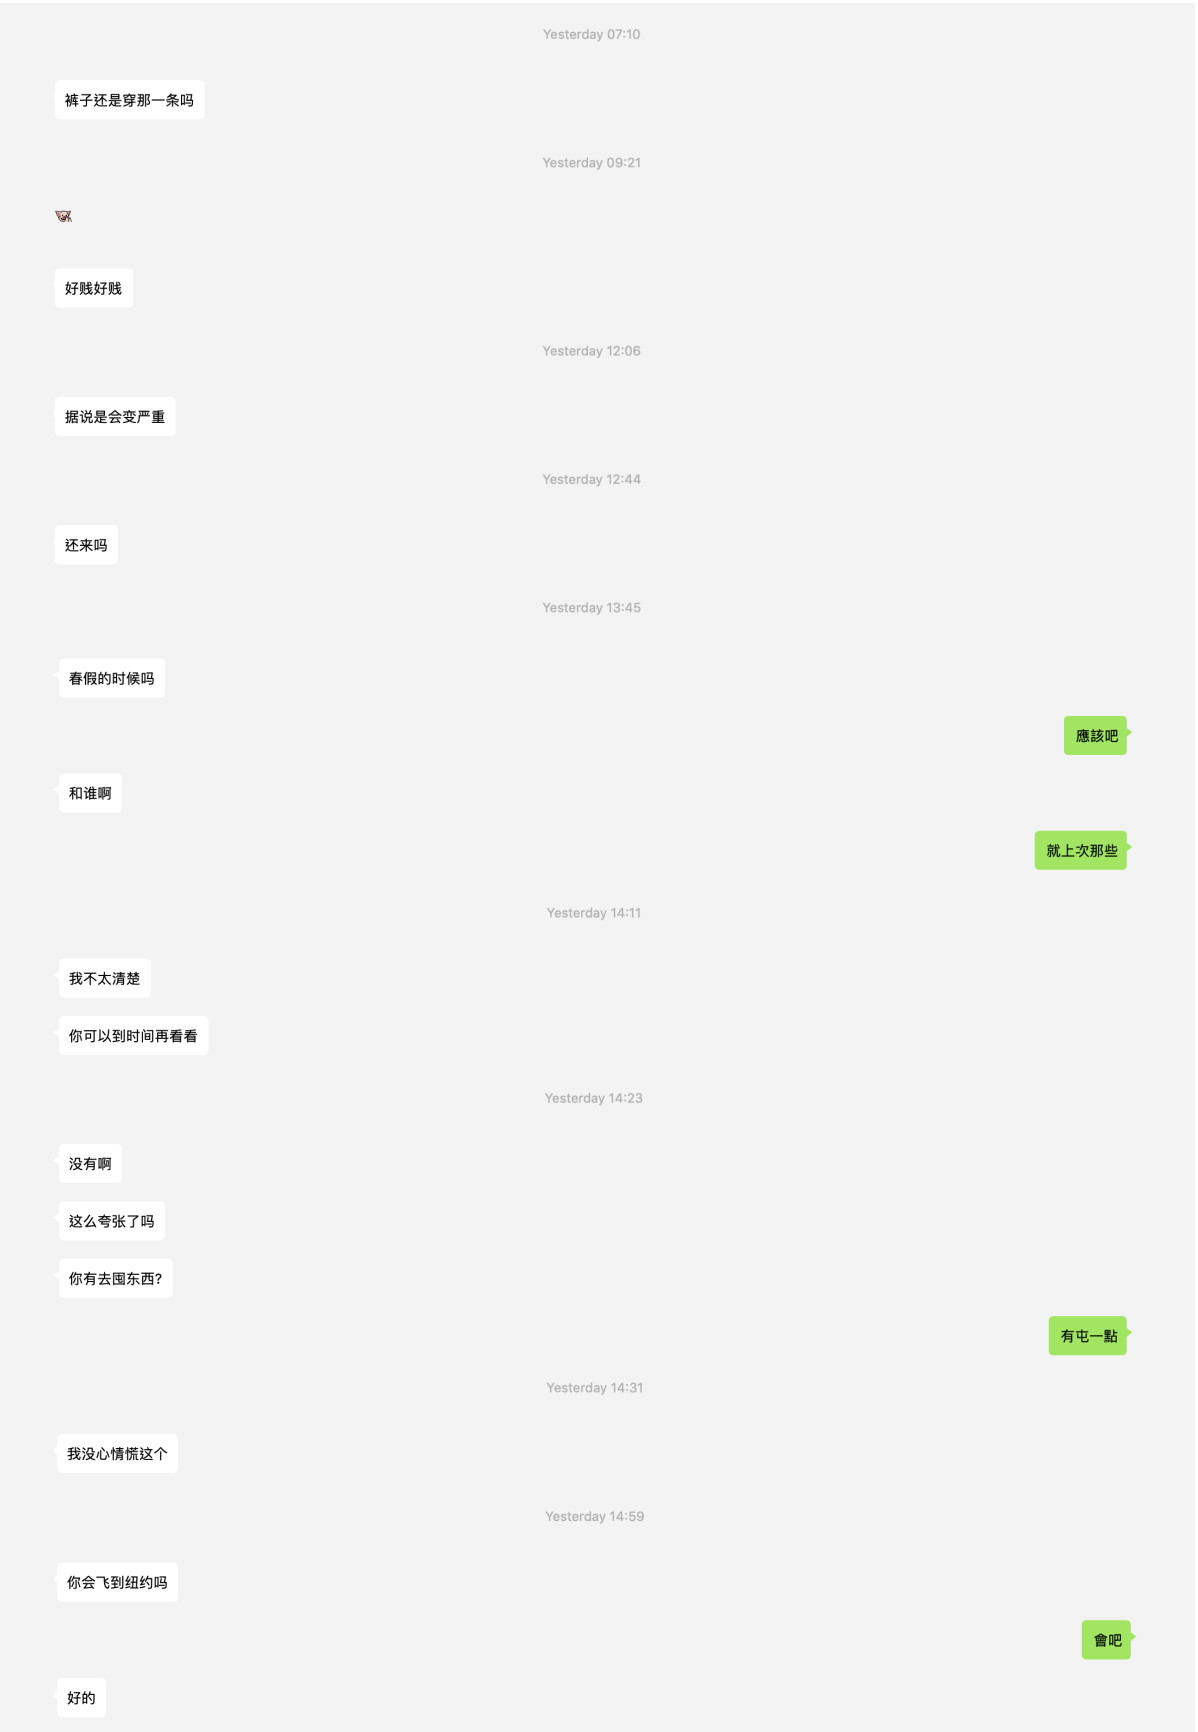 Yesterday 07:10
裤子还是穿那一条吗
Yesterday 09:21
好贱好贱
Yesterday 12:06
据说是会变严重
Yesterday 12:44
还来吗
Yesterday 13:45
春假的时候吗
應該吧
和谁啊
就上次那些
Yesterday 14:11
我不太清楚
你可以到时间再看看
Yesterday 14:23
没有啊
这么夸张了吗
你有去囤东西?
有屯一點
Yesterday 14:31
我没心情慌这个
Yesterday 14:59
你会飞到纽约吗
會吧
好的